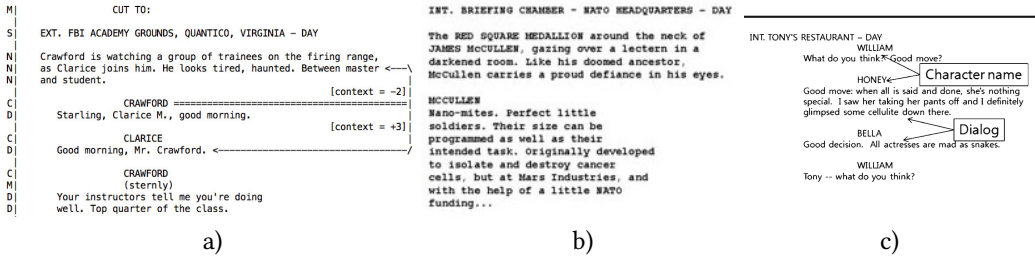 M| CUT TO:
|
S| EXT. FBI ACADEMY GROUNDS, QUANTICO, VIRGINIA – DAY
|
N| Crawford is watching a group of trainees on the firing range,
N| as Clarice joins him. He looks tired, haunted. Between master <---\
N| and student. |
| [context = -2]|
C| CRAWFORD ==========================================|
D| Starling, Clarice M., good morning. |
| [context = +3]|
C| CLARICE |
D| Good morning, Mr. Crawford. <-----------------------------------/
|
C| CRAWFORD
M| (sternly)
D| Your instructors tell me you're doing
D| well. Top quarter of the class.
a)
INT. BRIEFING CHAMBER - NATO HEADQUARTERS - DAY
The RED SQUARE MEDALLION around the neck of
JAMES McCULLEN, gazing over a lectern in a
darkened room. Like his doomed ancestor,
McCullen carries a proud defiance in his eyes.
MCCULLEN
Nano-mites. Perfect little
soldiers. Their size can be
programmed as well as their
intended task. Originally developed
to isolate and destroy cancer
cells, but at Mars Industries, and
with the help of a little NATO
funding...
b)
INT. TONY'S RESTAURANT – DAY
WILLIAM
What do you think? Good move?
HONEY
Character name
Good move: when all is said and done, she's nothing
special. I saw her taking her pants off and I definitely
glimpsed some cellulite down there.
Dialog
BELLA
Good decision. All actresses are mad as snakes.
WILLIAM
Tony -- what do you think?
c)